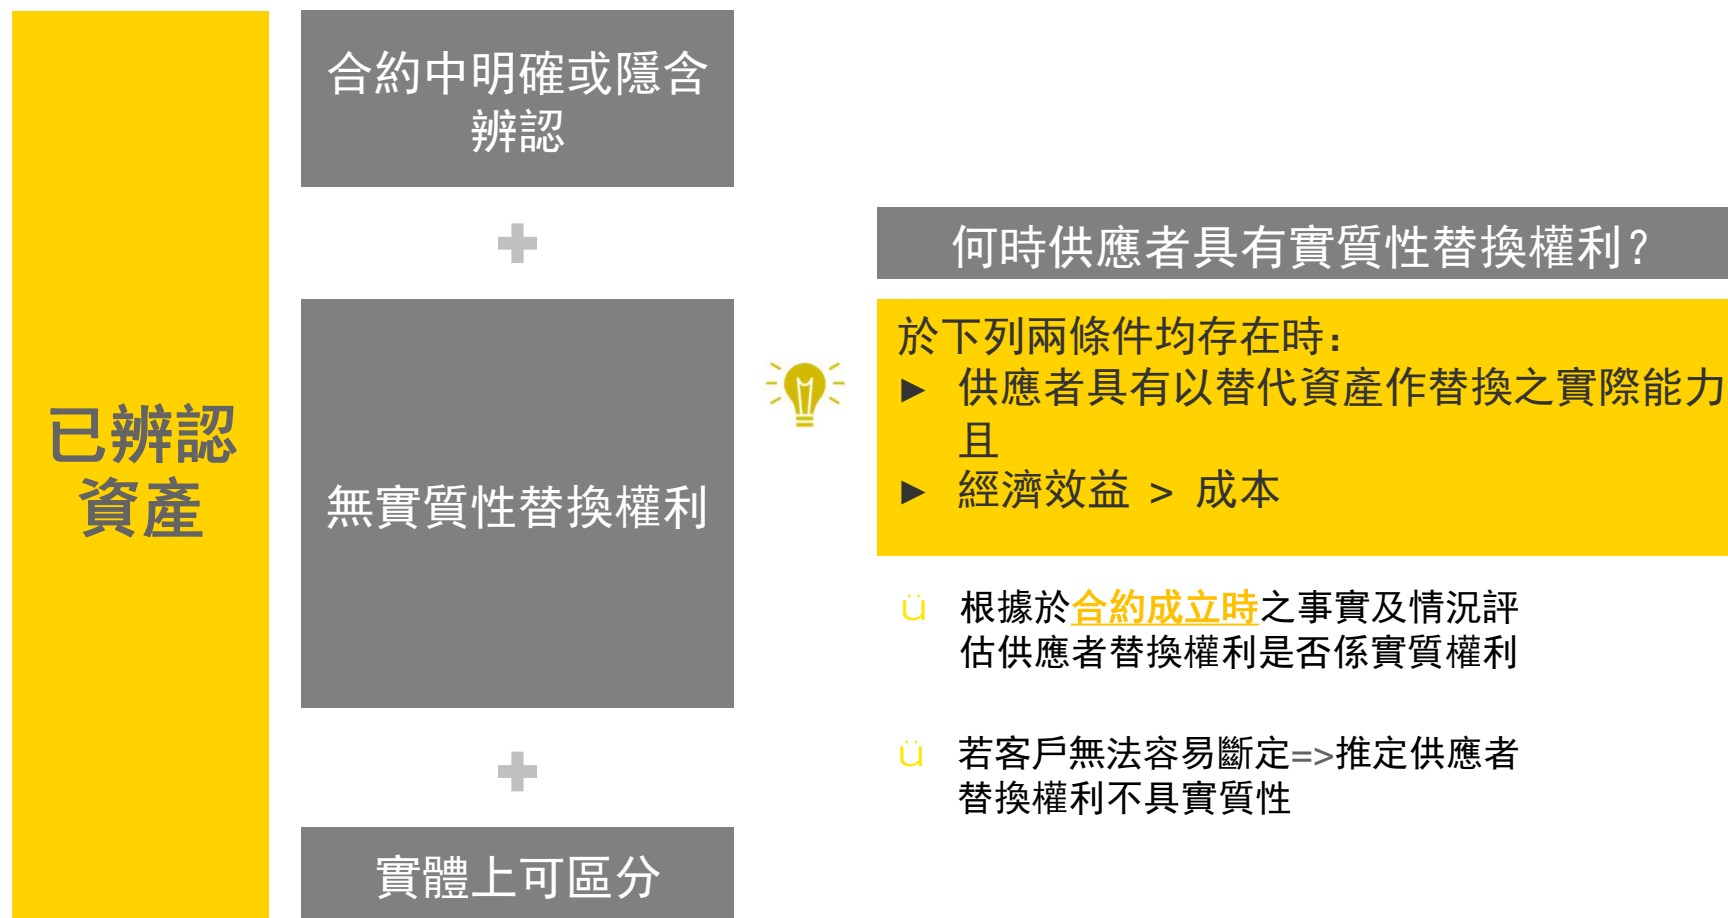 已辨認
資產
合約中明確或隱含
辨認
無實質性替換權利
實體上可區分
何時供應者具有實質性替換權利?
於下列兩條件均存在時:
► 供應者具有以替代資產作替換之實際能力
且
► 經濟效益 > 成本
ü 根據於合約成立時之事實及情況評
估供應者替換權利是否係實質權利
ü 若客戶無法容易斷定=>推定供應者
替換權利不具實質性